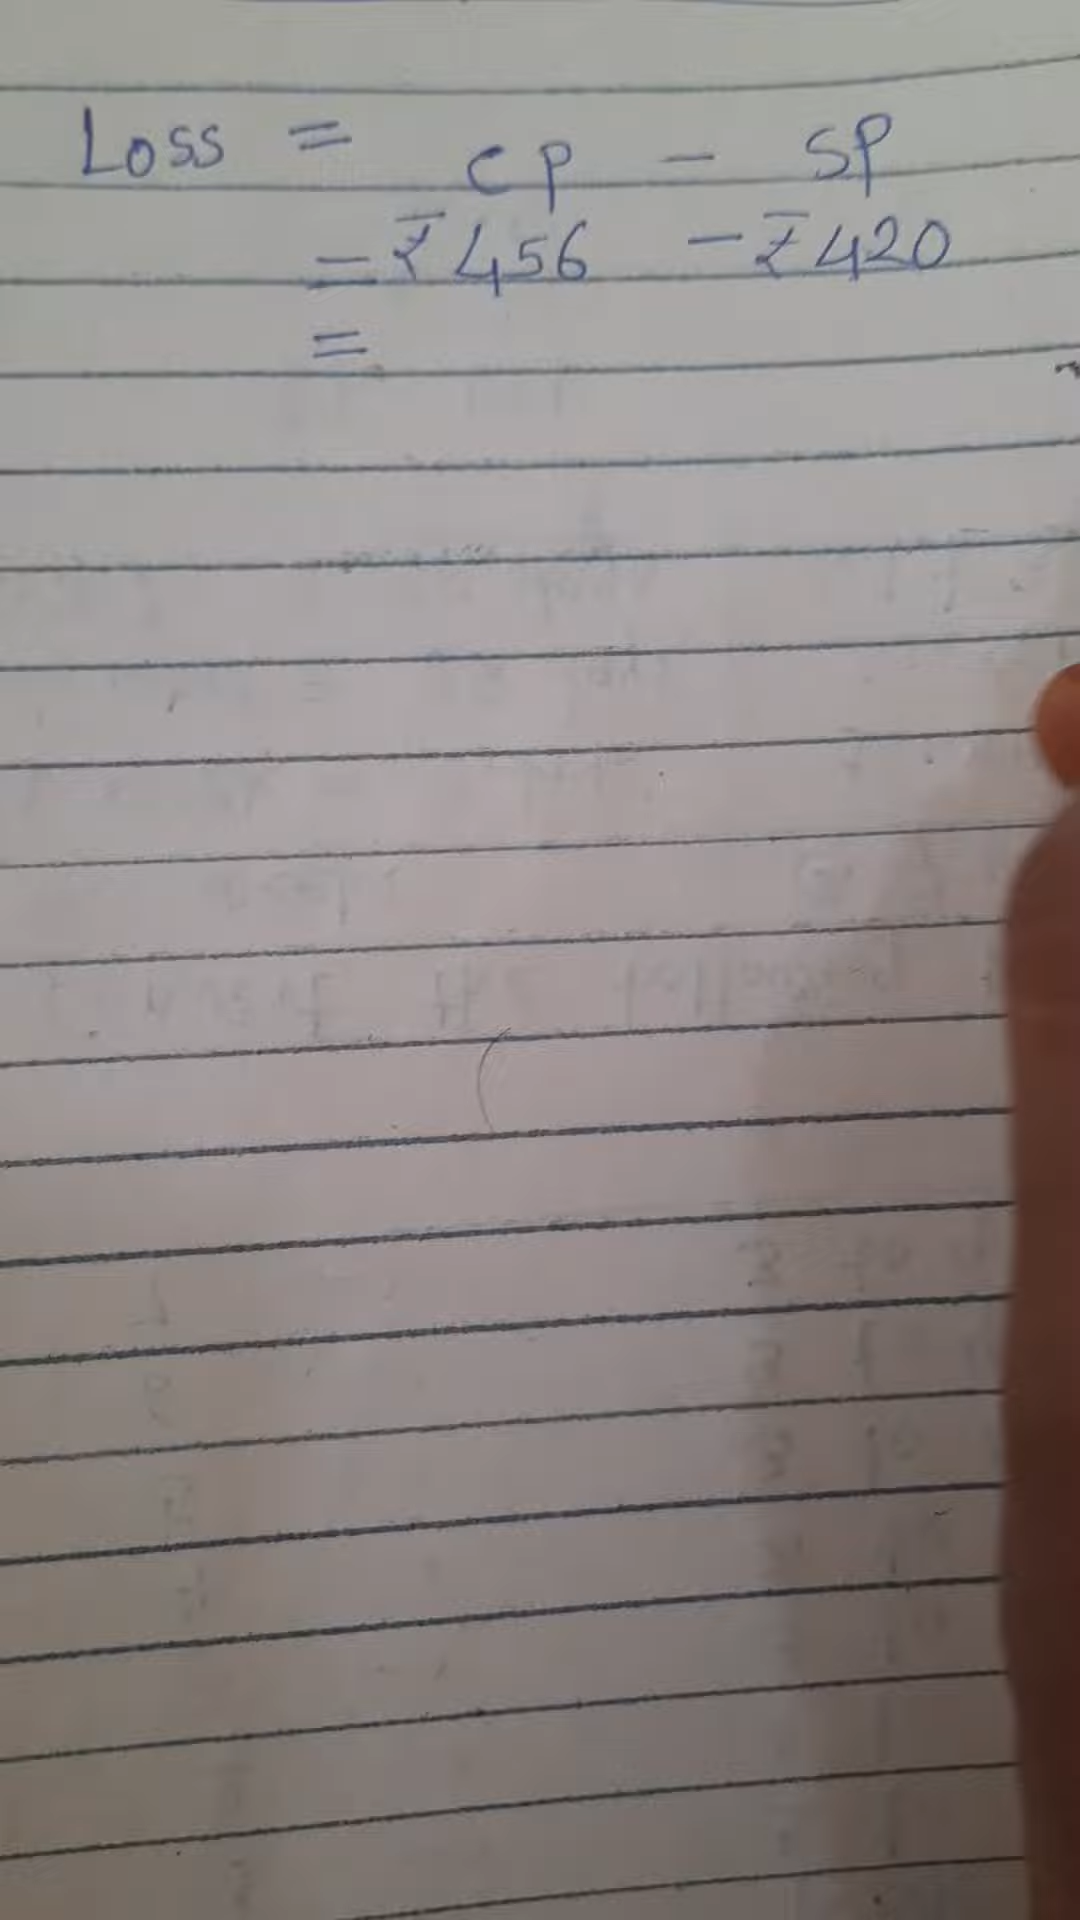 Loss = CP - SP
= ₹456 - ₹420
=